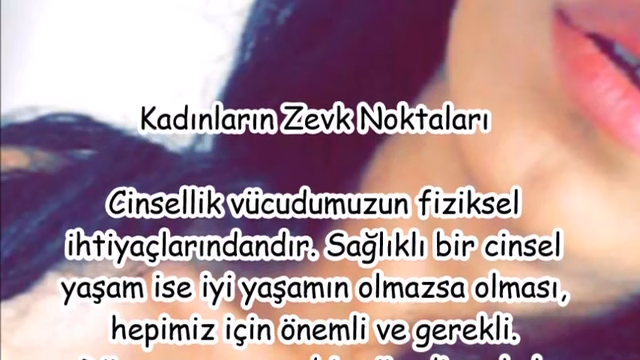 Kadınların Zevk Noktaları
Cinsellik vücudumuzun fiziksel
ihtiyaçlarındandır. Sağlıklı bir cinsel
yaşam ise iyi yaşamın olmazsa olması,
hepimiz için önemli ve gerekli.